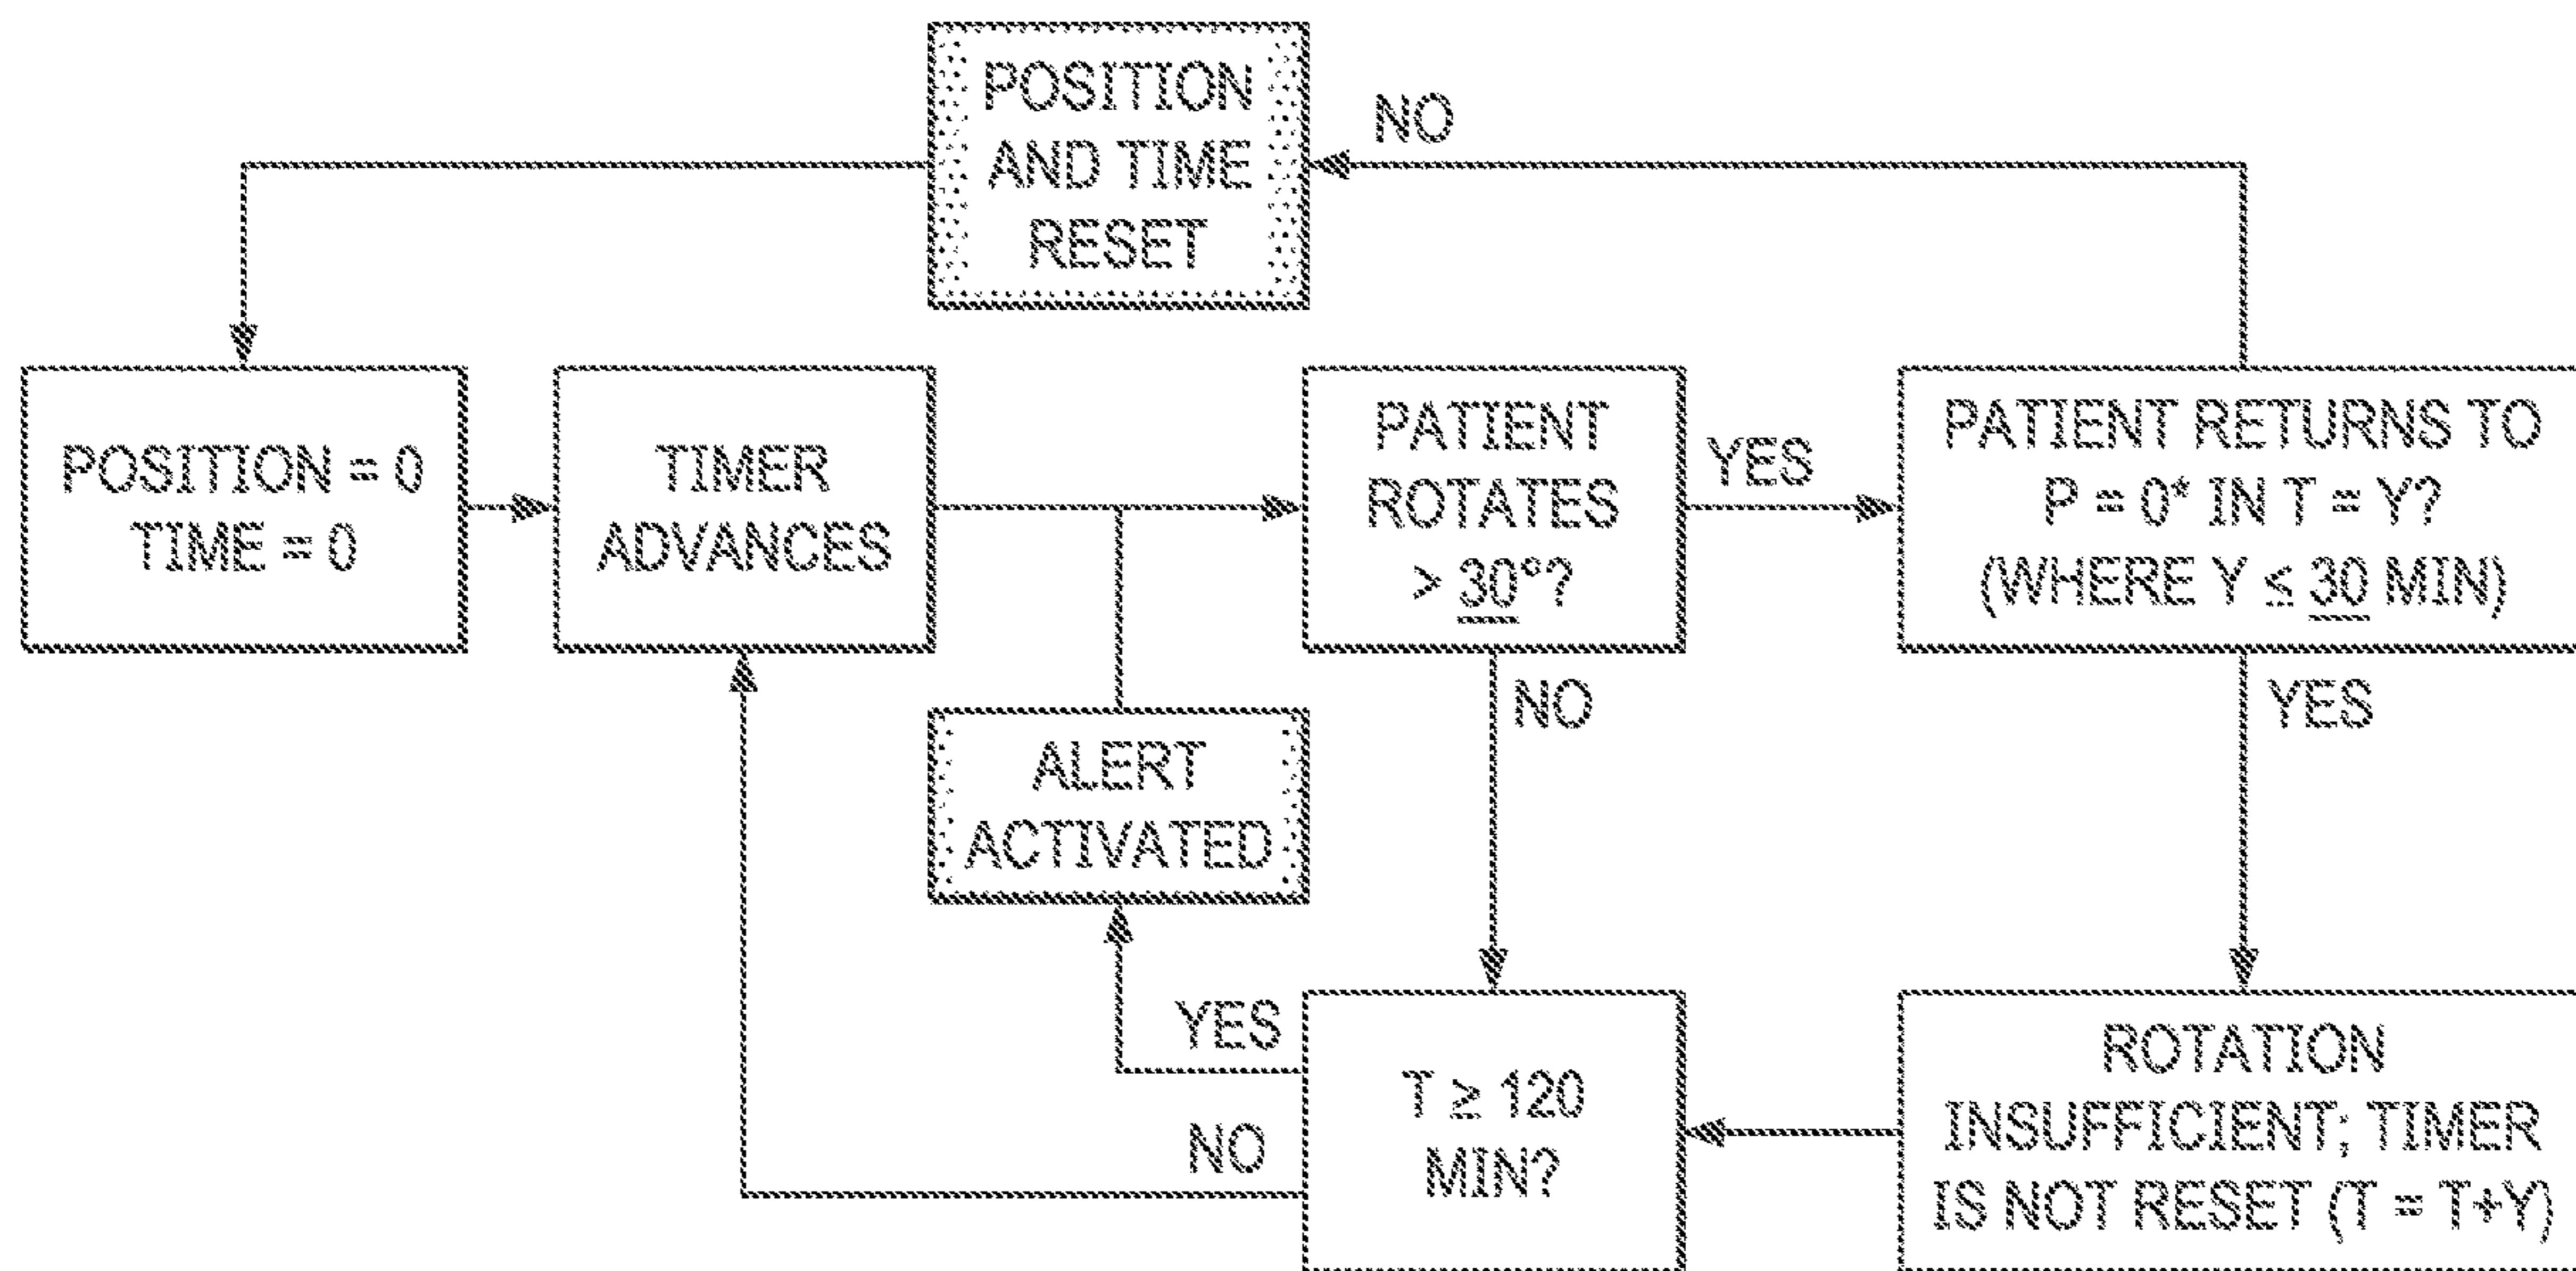 POSITION
AND TIME
RESET
NO
POSITION = 0
TIME = 0
TIMER
ADVANCES
PATIENT
ROTATES
> 30°?
YES
PATIENT RETURNS TO
P = 0* IN T = Y?
(WHERE Y ≤ 30 MIN)
NO
YES
ALERT
ACTIVATED
YES
NO
T ≥ 120
MIN?
ROTATION
INSUFFICIENT; TIMER
IS NOT RESET (T = T+Y)